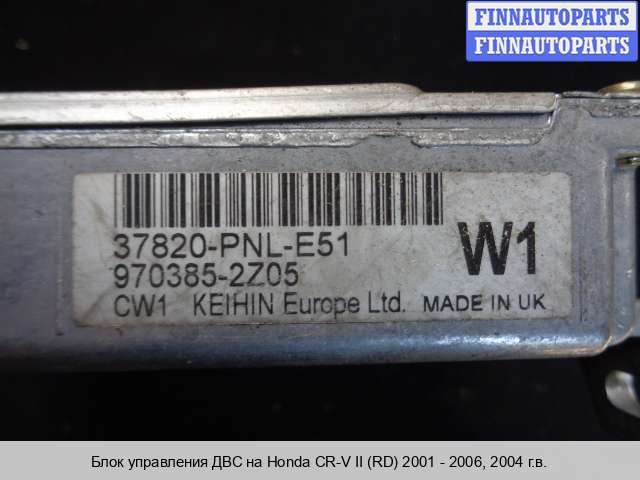 FINNAUTOPARTS
FINNAUTOPARTS
37820-PNL-E51
W1
970385-2Z05
CW1 KEIHIN Europe Ltd. MADE IN UK
Блок управления ДВС на Honda CR-V II (RD) 2001 - 2006, 2004 г.в.